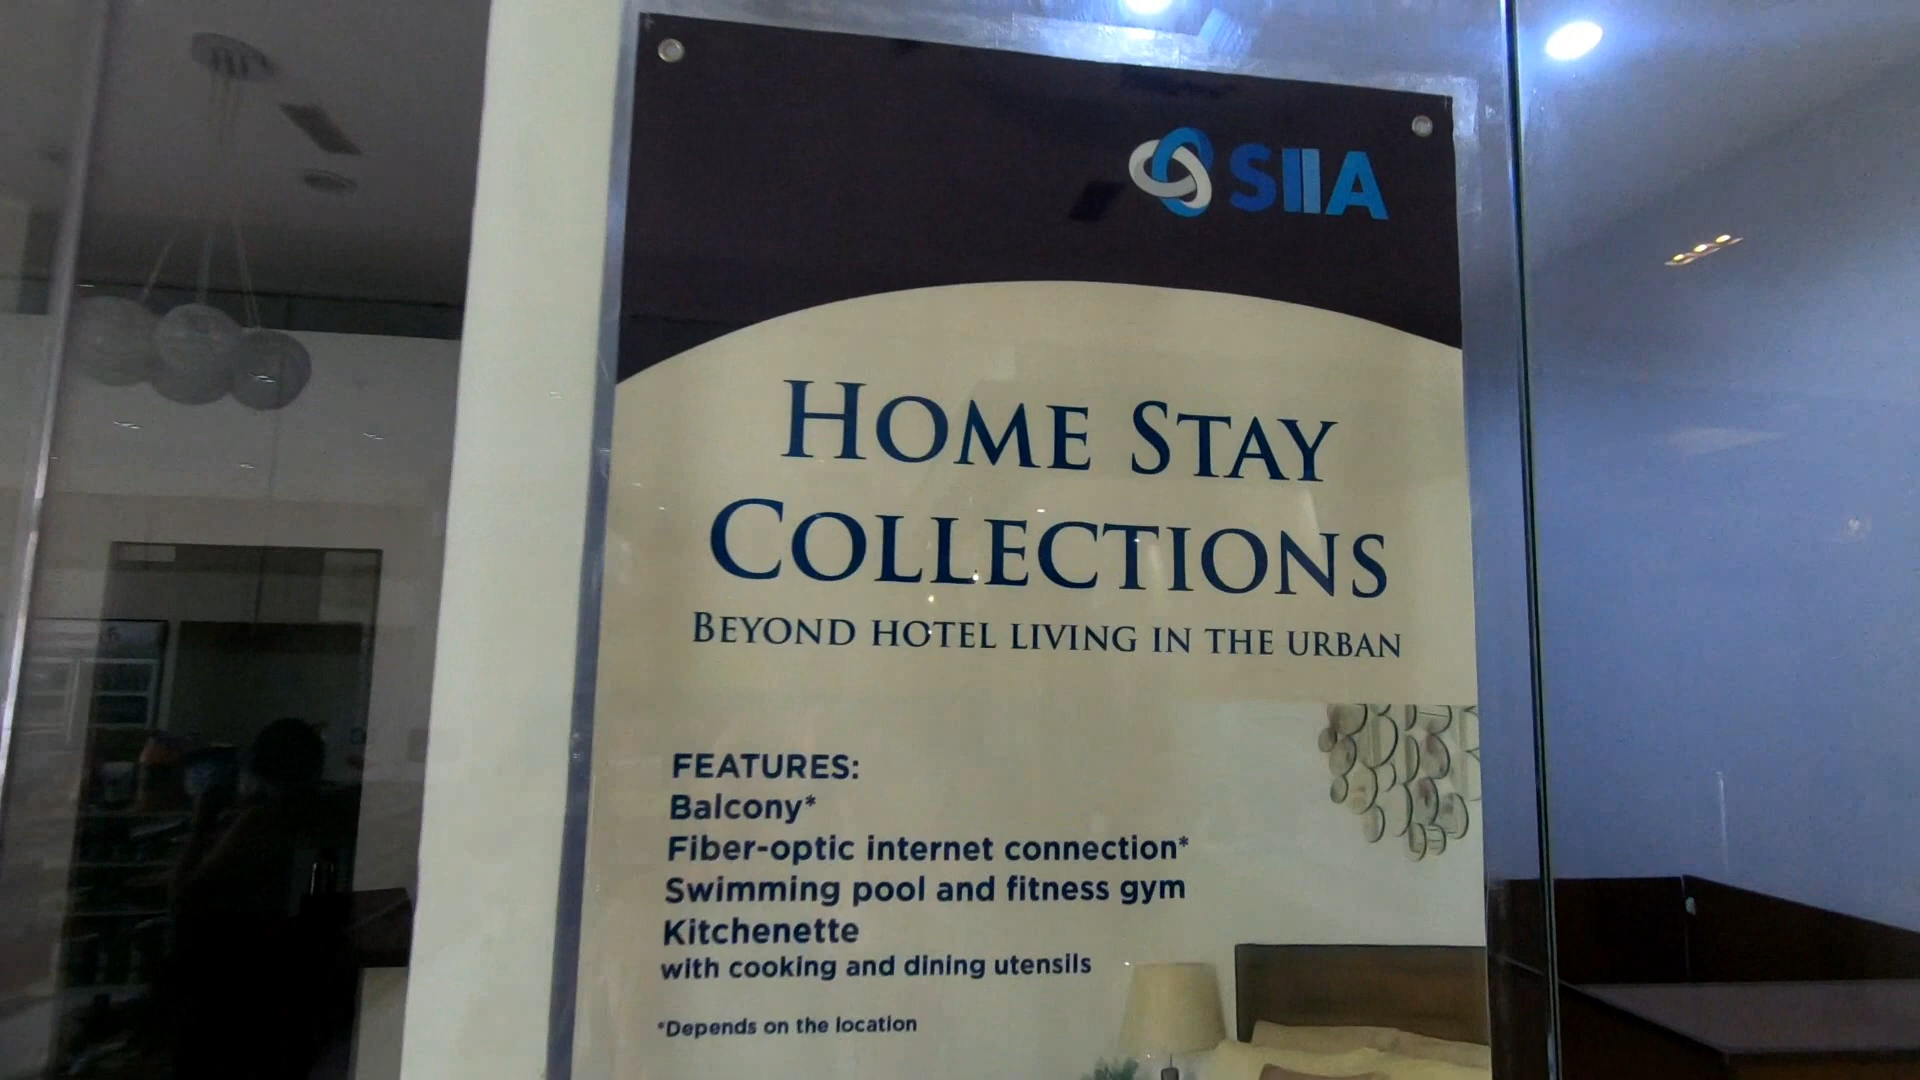 SIIA
HOME STAY
COLLECTIONS
BEYOND HOTEL LIVING IN THE URBAN
FEATURES:
Balcony*
Fiber-optic internet connection*
Swimming pool and fitness gym
Kitchenette
with cooking and dining utensils
*Depends on the location